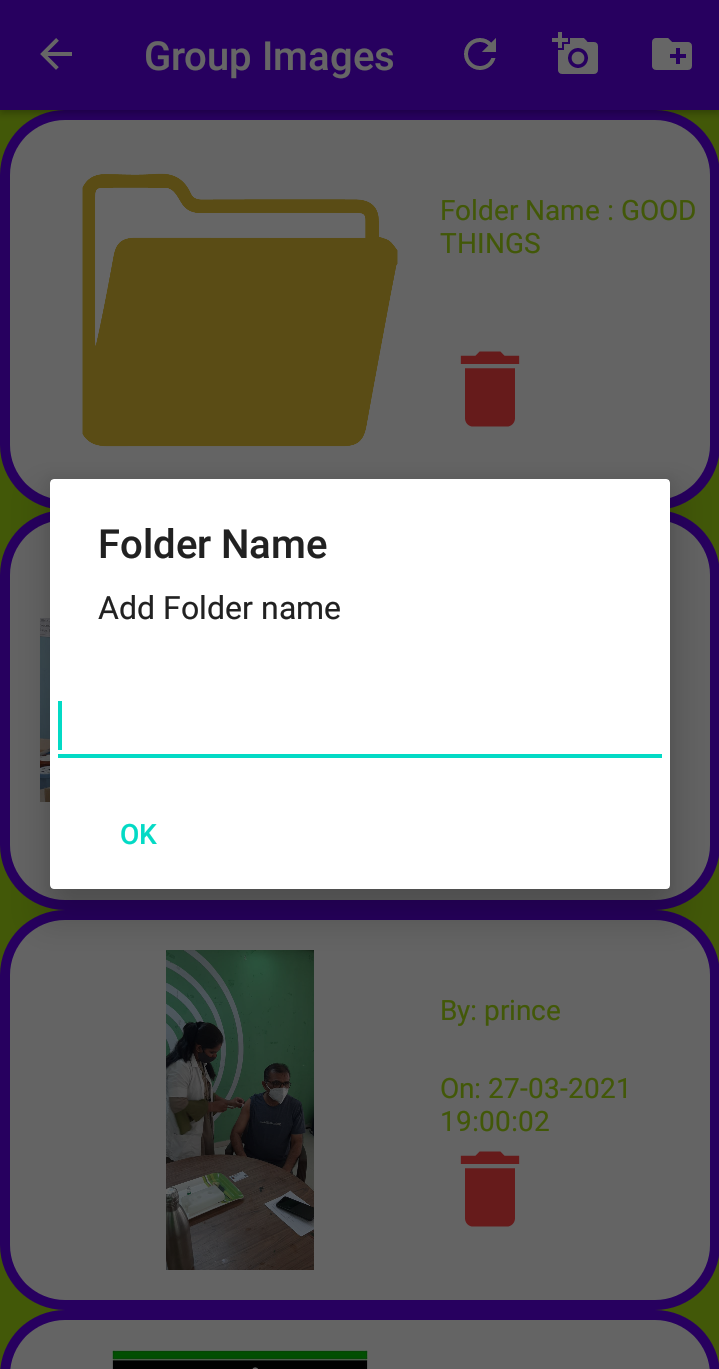 Group Images
Folder Name : GOOD
THINGS
Folder Name
Add Folder name
OK
By: prince
On: 27-03-2021
19:00:02